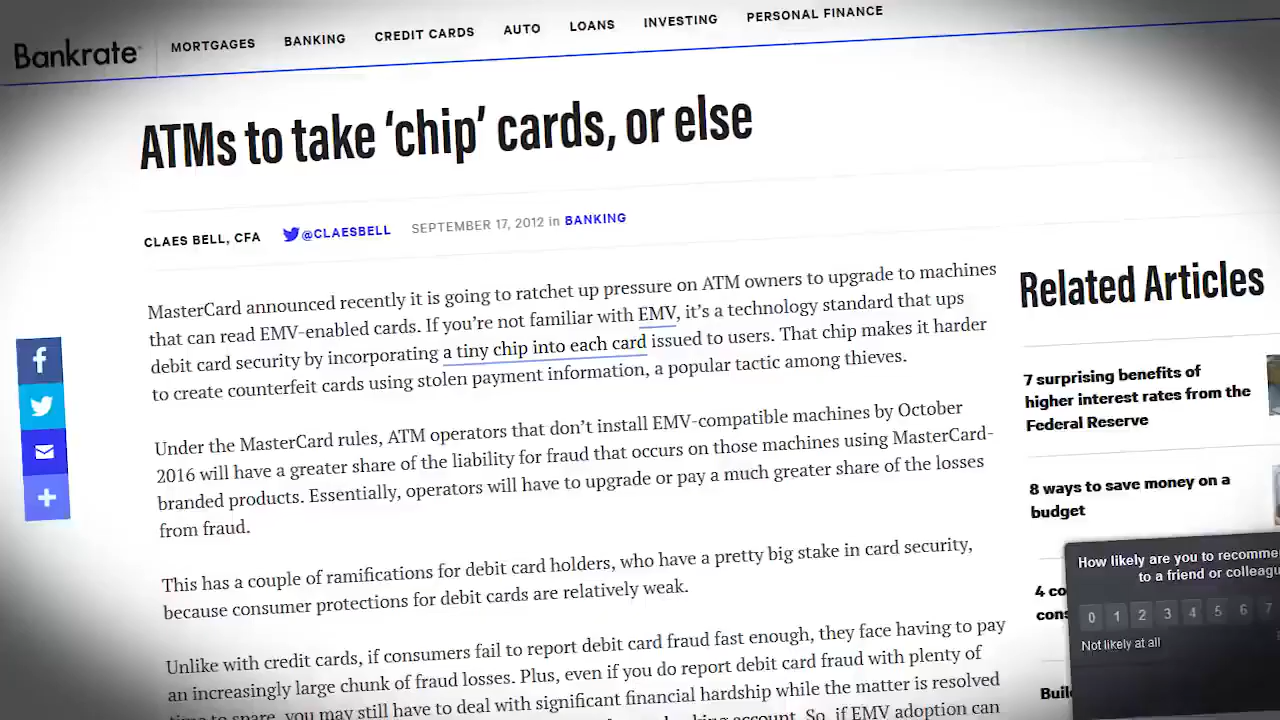 Bankrate
MORTGAGES BANKING CREDIT CARDS AUTO LOANS INVESTING PERSONAL FINANCE
ATMs to take ‘chip’ cards, or else
CLAES BELL, CFA @CLAESBELL SEPTEMBER 17, 2012 in BANKING
MasterCard announced recently it is going to ratchet up pressure on ATM owners to upgrade to machines
that can read EMV-enabled cards. If you’re not familiar with EMV, it’s a technology standard that ups
debit card security by incorporating a tiny chip into each card issued to users. That chip makes it harder
to create counterfeit cards using stolen payment information, a popular tactic among thieves.
Under the MasterCard rules, ATM operators that don’t install EMV-compatible machines by October
2016 will have a greater share of the liability for fraud that occurs on those machines using MasterCard-
branded products. Essentially, operators will have to upgrade or pay a much greater share of the losses
from fraud.
This has a couple of ramifications for debit card holders, who have a pretty big stake in card security,
because consumer protections for debit cards are relatively weak.
Unlike with credit cards, if consumers fail to report debit card fraud fast enough, they face having to pay
an increasingly large chunk of fraud losses. Plus, even if you do report debit card fraud with plenty of
time to spare, you may still have to deal with significant financial hardship while the matter is resolved
account. So, if EMV adoption can
Related Articles
7 surprising benefits of
higher interest rates from the
Federal Reserve
8 ways to save money on a
budget
4 co
cons
Buil
How likely are you to recomme
to a friend or colleagu
0 1 2 3 4 5 6 7
Not likely at all